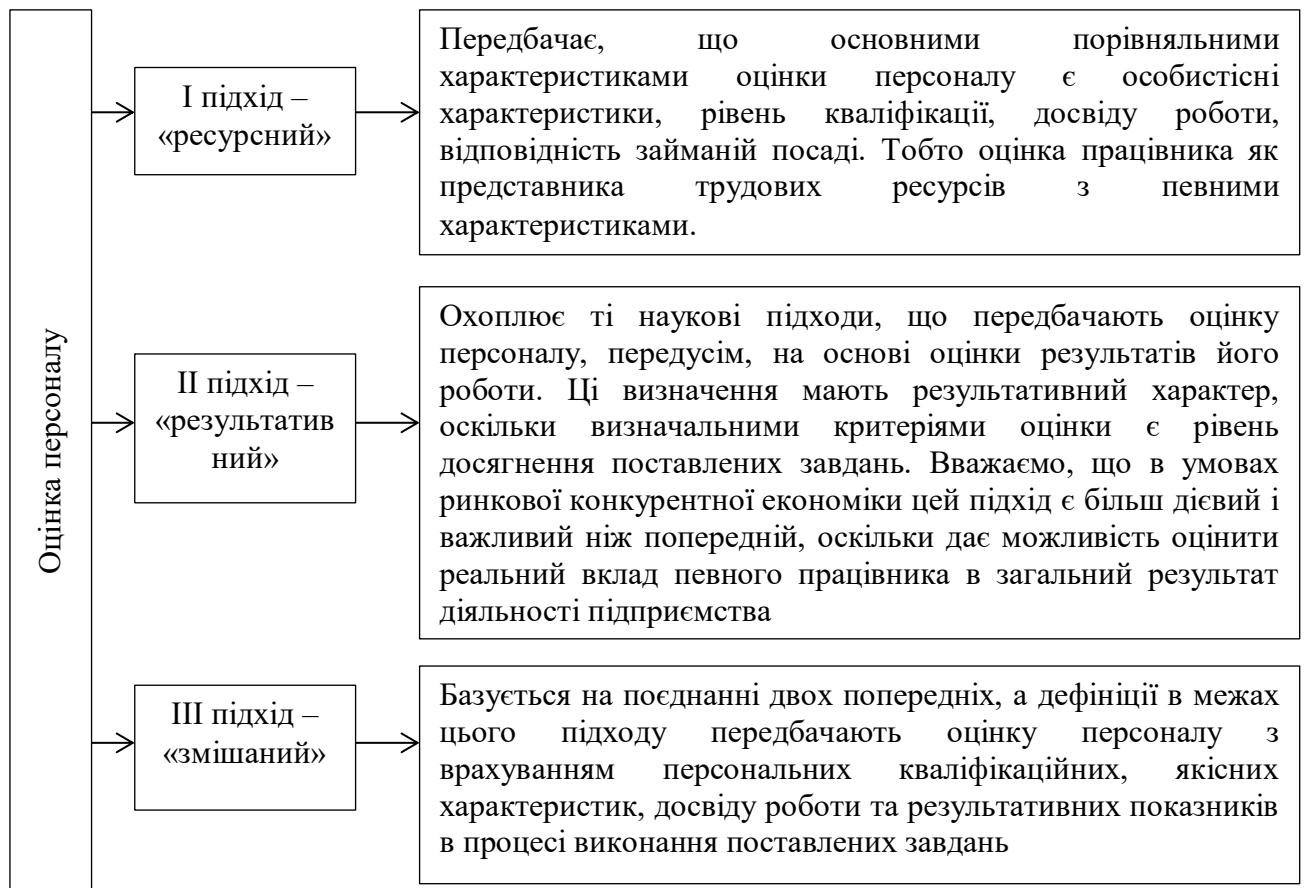 Оцінка персоналу
І підхід –
«ресурсний»
Передбачає, що основними порівняльними
характеристиками оцінки персоналу є особистісні
характеристики, рівень кваліфікації, досвіду роботи,
відповідність займаній посаді. Тобто оцінка працівника як
представника трудових ресурсів з певними
характеристиками.
ІІ підхід –
«результатив
ний»
Охоплює ті наукові підходи, що передбачають оцінку
персоналу, передусім, на основі оцінки результатів його
роботи. Ці визначення мають результативний характер,
оскільки визначальними критеріями оцінки є рівень
досягнення поставлених завдань. Вважаємо, що в умовах
ринкової конкурентної економіки цей підхід є більш дієвий і
важливий ніж попередній, оскільки дає можливість оцінити
реальний вклад певного працівника в загальний результат
діяльності підприємства
ІІІ підхід –
«змішаний»
Базується на поєднанні двох попередніх, а дефініції в межах
цього підходу передбачають оцінку персоналу з
врахуванням персональних кваліфікаційних, якісних
характеристик, досвіду роботи та результативних показників
в процесі виконання поставлених завдань